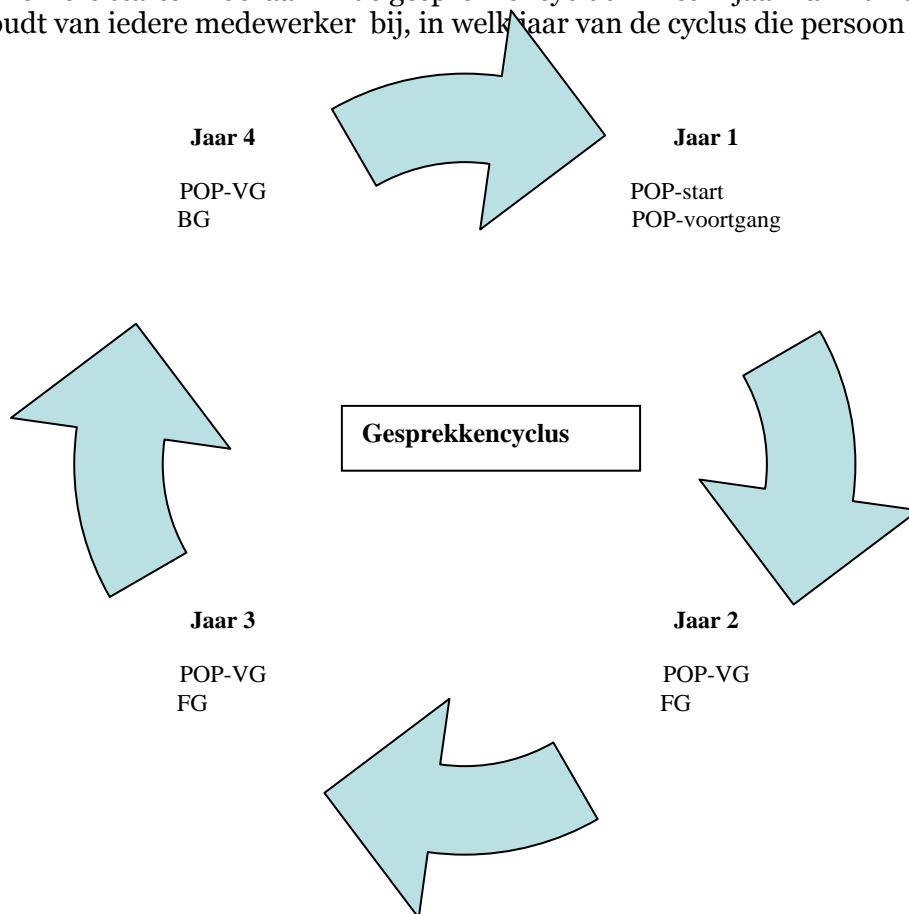 oudt van iedere medewerker bij, in welk jaar van de cyclus die persoon
Jaar 4
Jaar 1
POP-VG
BG
POP-start
POP-voortgang
Gesprekkencyclus
Jaar 3
Jaar 2
POP-VG
FG
POP-VG
FG